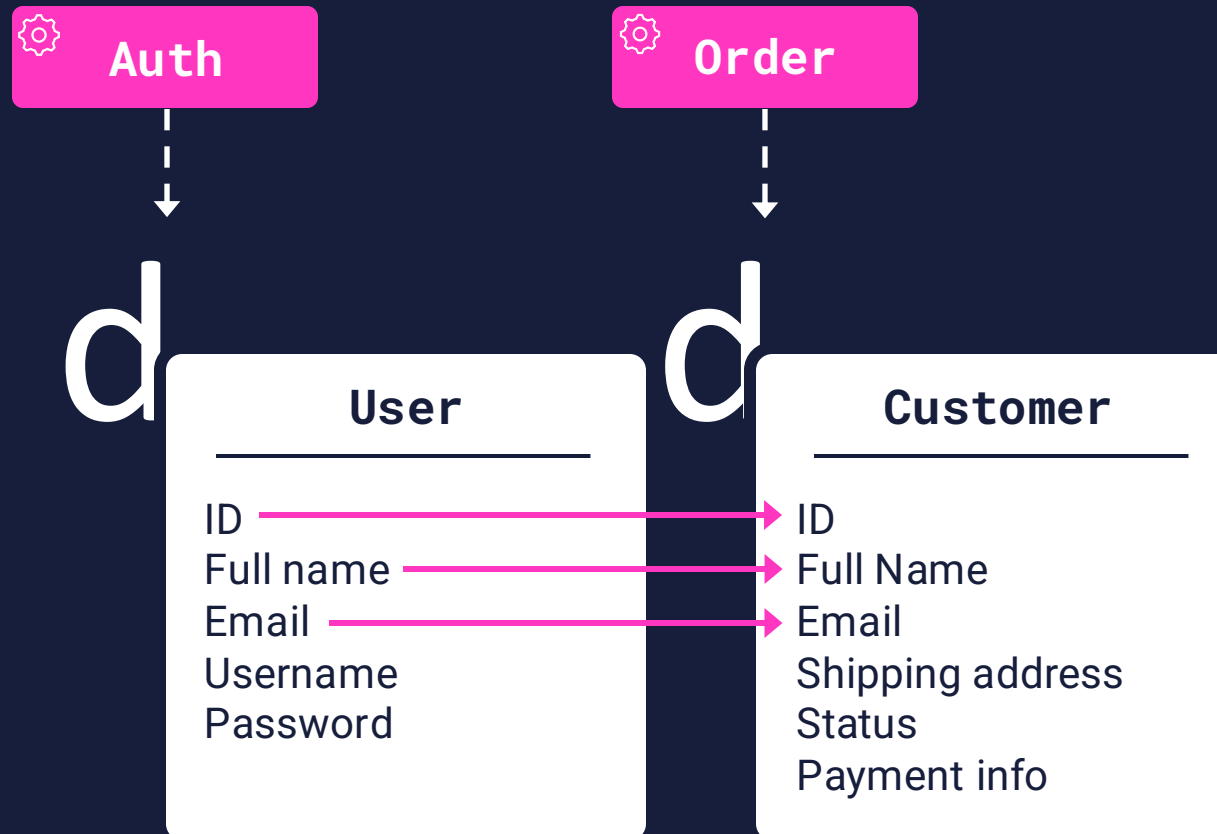 Auth
Order
d
d
User
ID
Full name
Email
Username
Password
Customer
ID
Full Name
Email
Shipping address
Status
Payment info